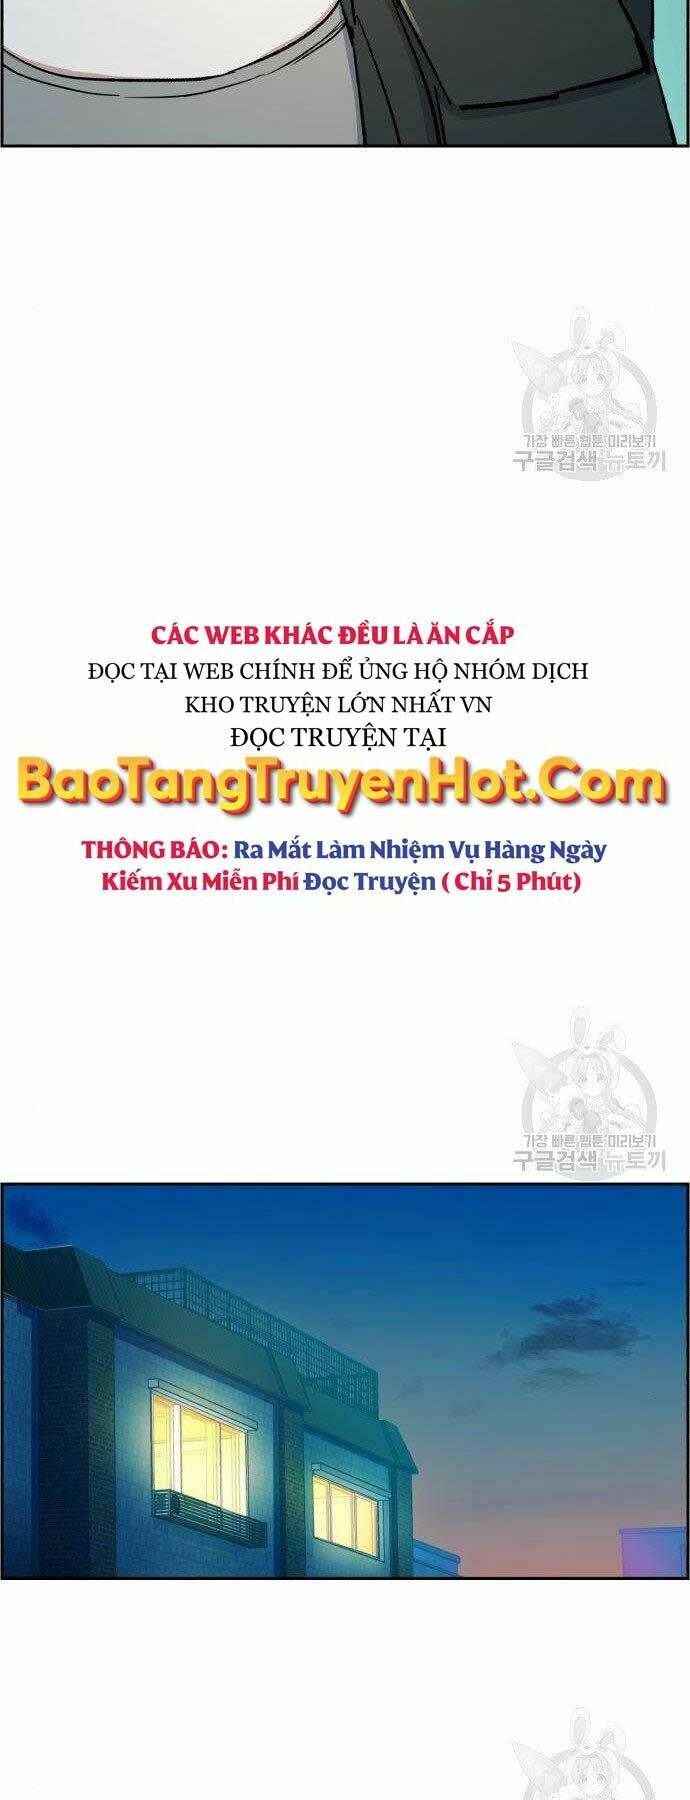 가장 빠른 웹툰 미리보기
구글검색 뉴토끼
CÁC WEB KHÁC ĐỀU LÀ ĂN CẮP
ĐỌC TẠI WEB CHÍNH ĐỂ ỦNG HỘ NHÓM DỊCH
KHO TRUYỆN LỚN NHẤT VN
ĐỌC TRUYỆN TẠI
BaoTangTruyenHot.Com
THÔNG BÁO: Ra Mắt Làm Nhiệm Vụ Hàng Ngày
Kiếm Xu Miễn Phí Đọc Truyện ( Chỉ 5 Phút)
가장 빠른 웹툰 미리보기
구글검색 뉴토끼